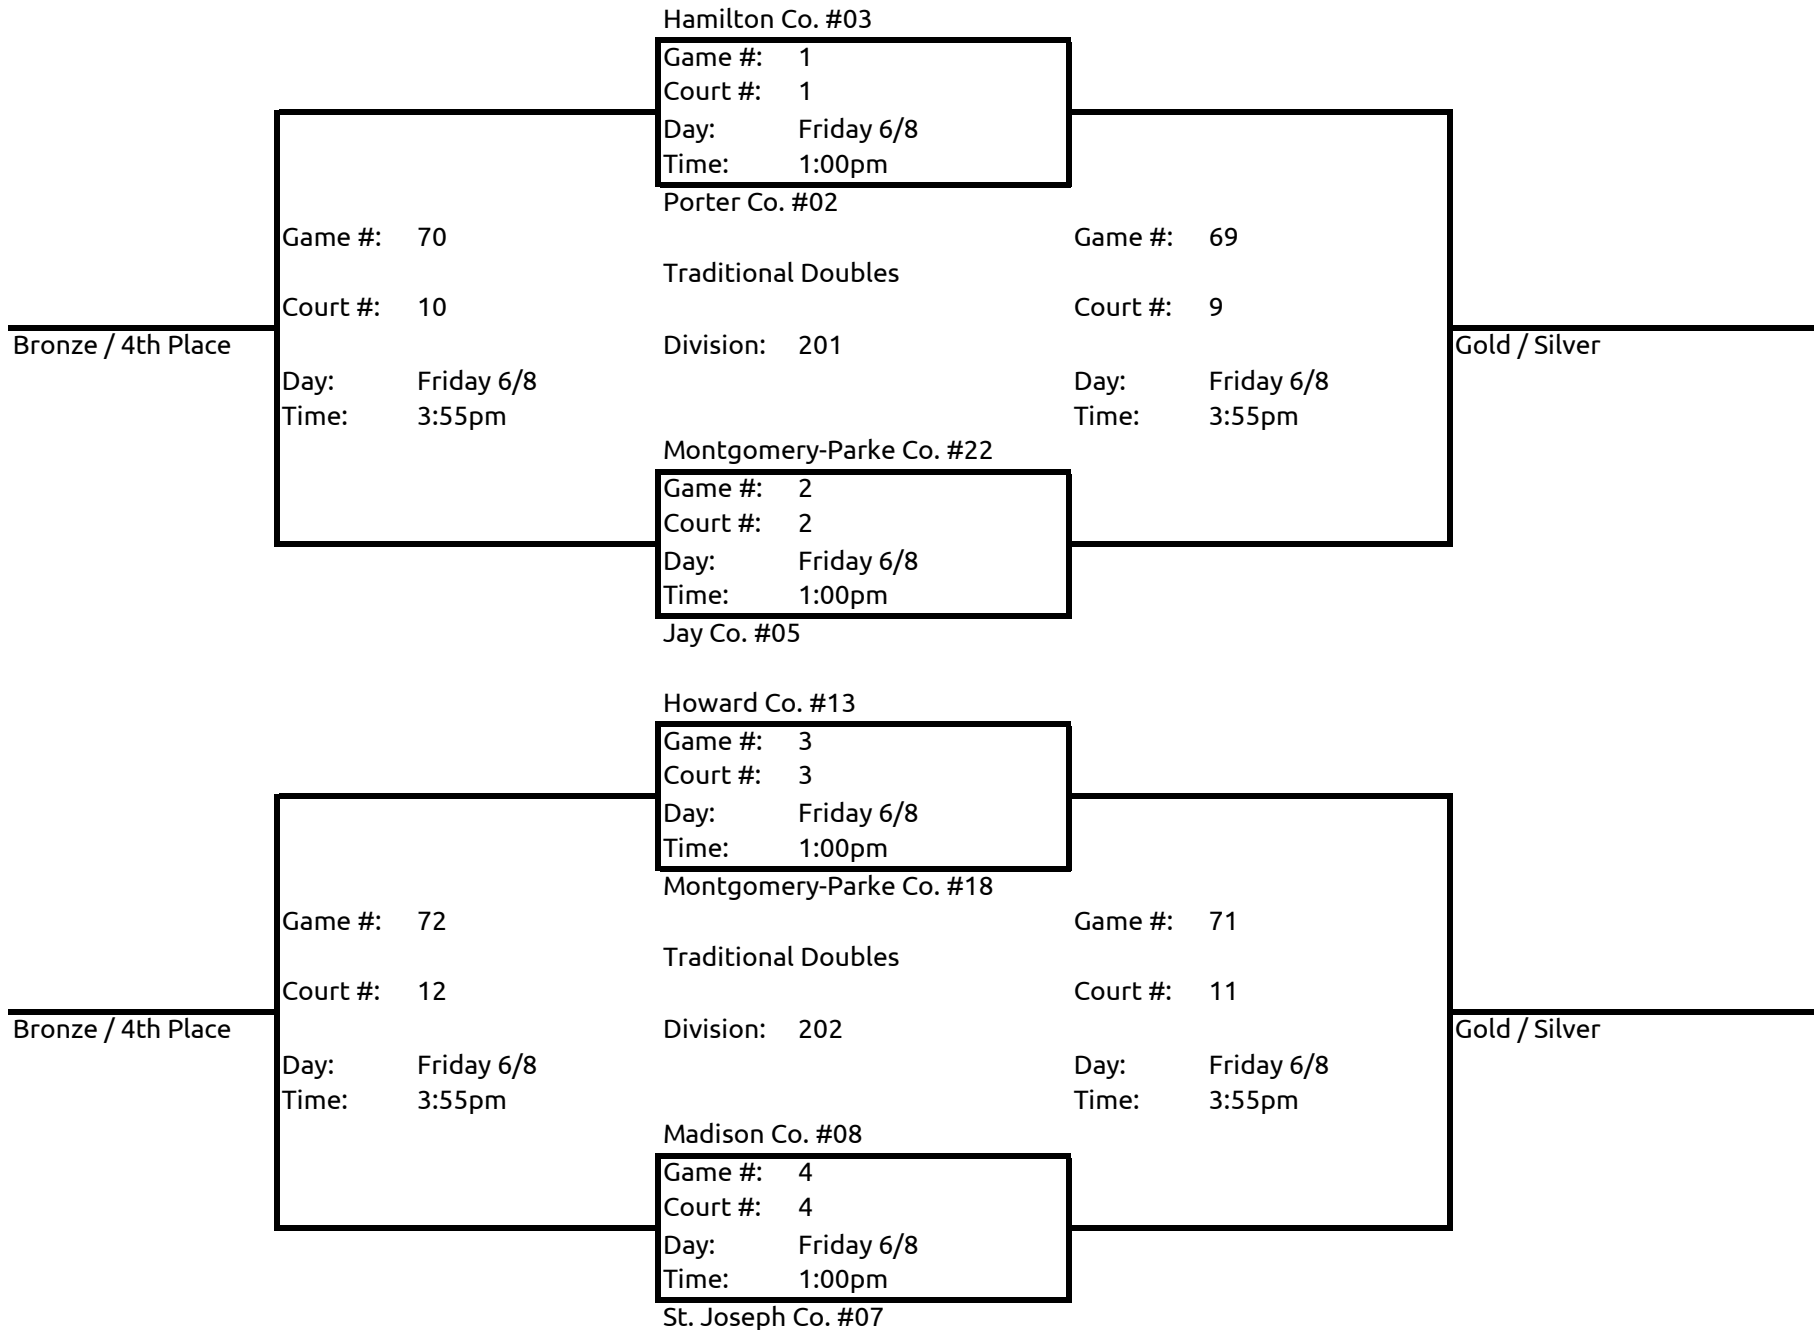 Hamilton Co. #03
Game #: 1
Court #: 1
Day: Friday 6/8
Time: 1:00pm
Porter Co. #02
Game #: 70
Game #: 69
Traditional Doubles
Court #: 10
Court #: 9
Bronze / 4th Place
Division: 201
Gold / Silver
Day: Friday 6/8
Day: Friday 6/8
Time: 3:55pm
Time: 3:55pm
Montgomery-Parke Co. #22
Game #: 2
Court #: 2
Day: Friday 6/8
Time: 1:00pm
Jay Co. #05
Howard Co. #13
Game #: 3
Court #: 3
Day: Friday 6/8
Time: 1:00pm
Montgomery-Parke Co. #18
Game #: 72
Game #: 71
Traditional Doubles
Court #: 12
Court #: 11
Bronze / 4th Place
Division: 202
Gold / Silver
Day: Friday 6/8
Day: Friday 6/8
Time: 3:55pm
Time: 3:55pm
Madison Co. #08
Game #: 4
Court #: 4
Day: Friday 6/8
Time: 1:00pm
St. Joseph Co. #07